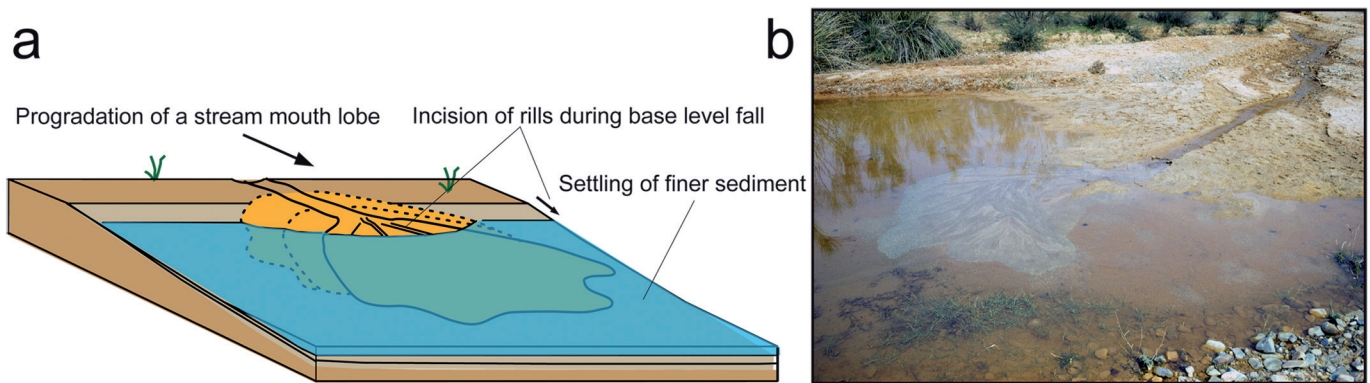 a
b
Progradation of a stream mouth lobe
Incision of rills during base level fall
Settling of finer sediment